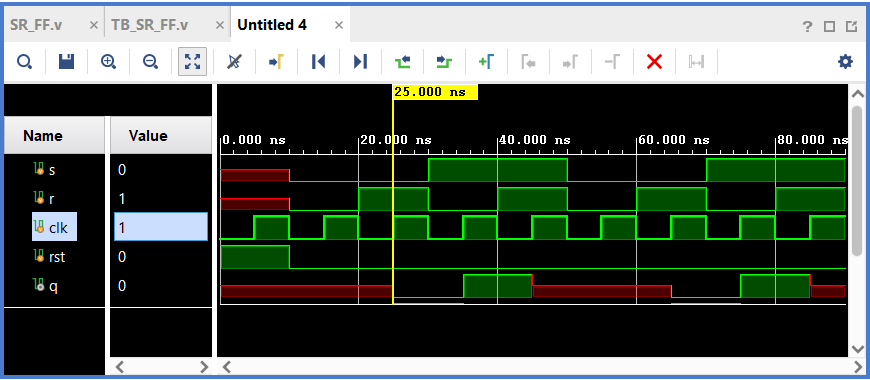 SR_FF.v × TB_SR_FF.v × Untitled 4 ×
?
25.000 ns
Name Value
0.000 ns 20.000 ns 40.000 ns 60.000 ns 80.000 ns
s 0
r 1
clk 1
rst 0
q 0